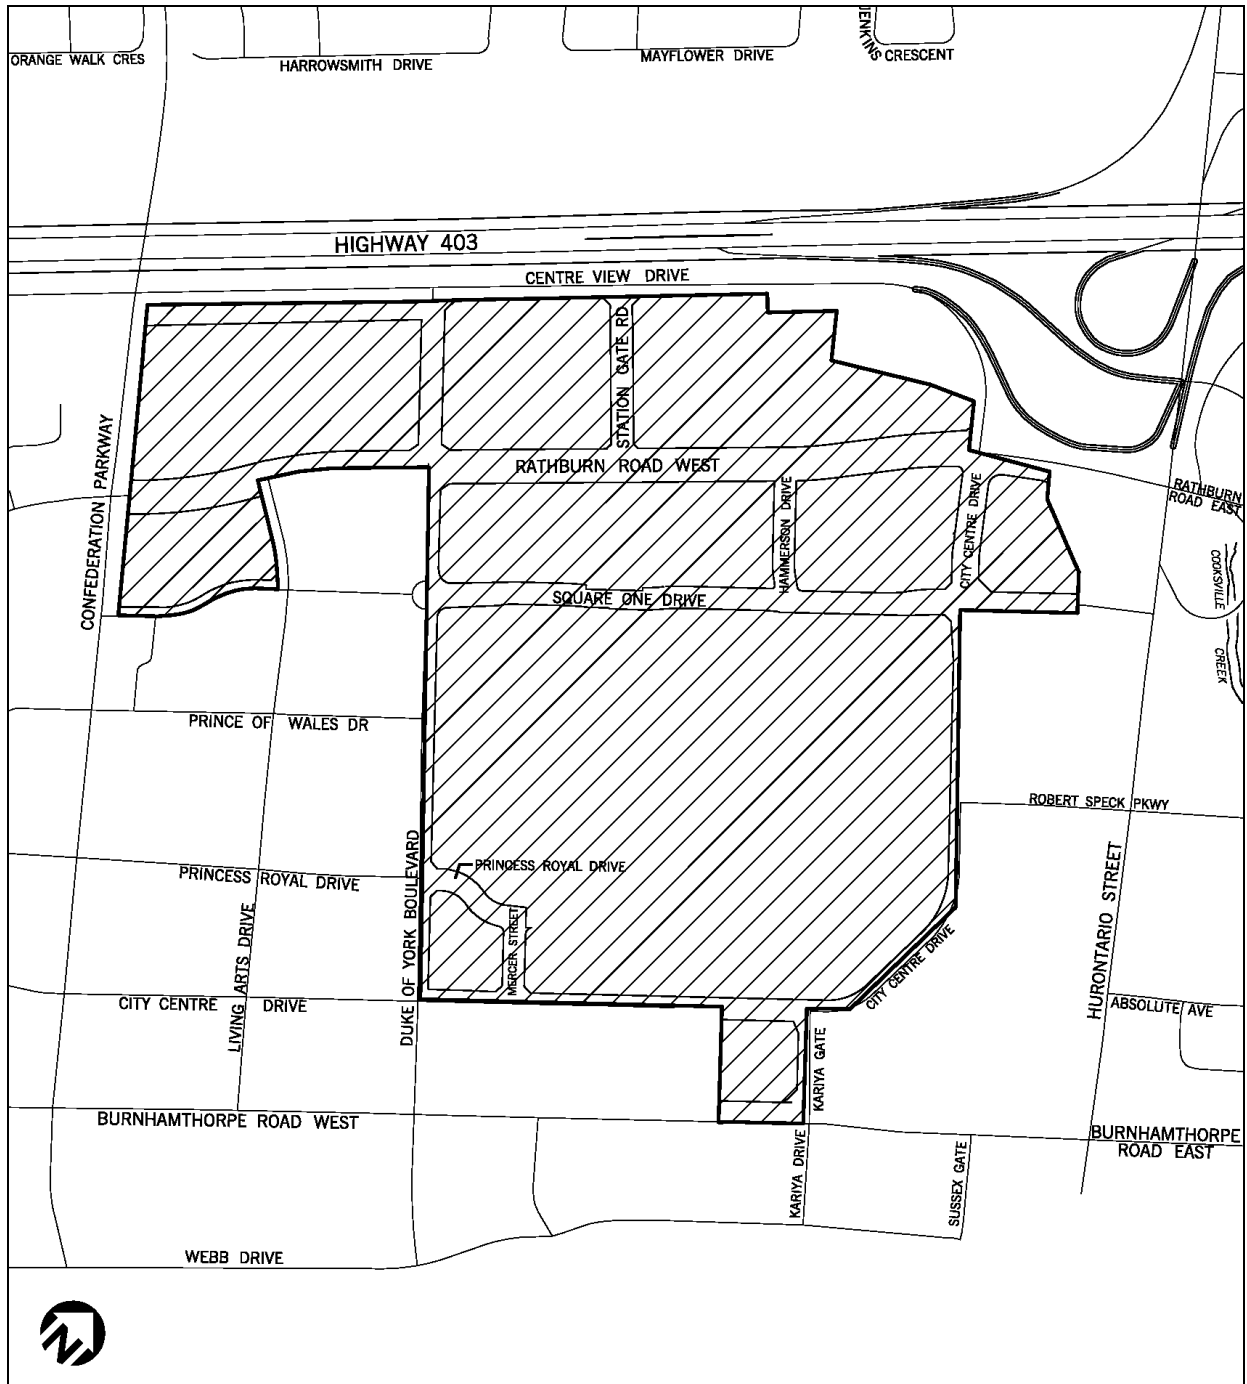 ORANGE WALK CRES
HARROWSMITH DRIVE
MAYFLOWER DRIVE
JENKINS
CRESCENT
HIGHWAY 403
CENTRE VIEW DRIVE
STATION GATE RD
CONFEDERATION PARKWAY
RATHBURN ROAD WEST
HAMMERSON DRIVE
CITY CENTRE DRIVE
RATHBURN
ROAD EAST
COOKSVILLE
CREEK
SQUARE ONE DRIVE
PRINCE OF WALES DR
ROBERT SPECK PKWY
PRINCESS ROYAL DRIVE
PRINCESS ROYAL DRIVE
LIVING ARTS DRIVE
DUKE OF YORK BOULEVARD
MERCER STREET
CITY CENTRE DRIVE
HURONTARIO STREET
CITY CENTRE DRIVE
ABSOLUTE AVE
KARIYA GATE
BURNHAMTHORPE ROAD WEST
BURNHAMTHORPE
ROAD EAST
KARIYA DRIVE
SUSSEX GATE
WEBB DRIVE
N